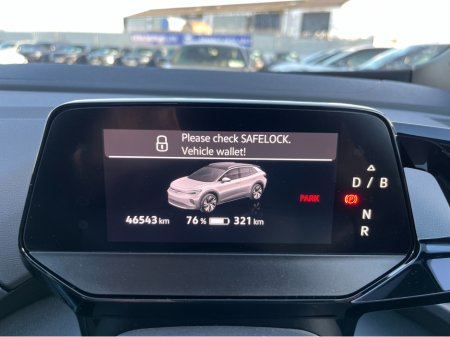 Please check SAFELOCK.
Vehicle wallet!
D / B
PARK
N
R
46543 km 76 % 321 km